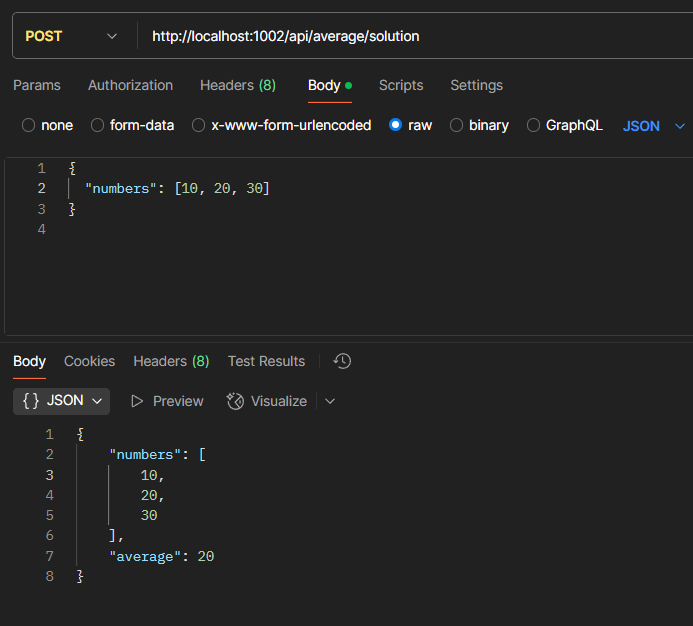 POST http://localhost:1002/api/average/solution
Params Authorization Headers (8) Body Scripts Settings
none form-data x-www-form-urlencoded raw binary GraphQL JSON
1 {
2 "numbers": [10, 20, 30]
3 }
4
Body Cookies Headers (8) Test Results
{} JSON Preview Visualize
1 {
2 "numbers": [
3 10,
4 20,
5 30
6 ],
7 "average": 20
8 }